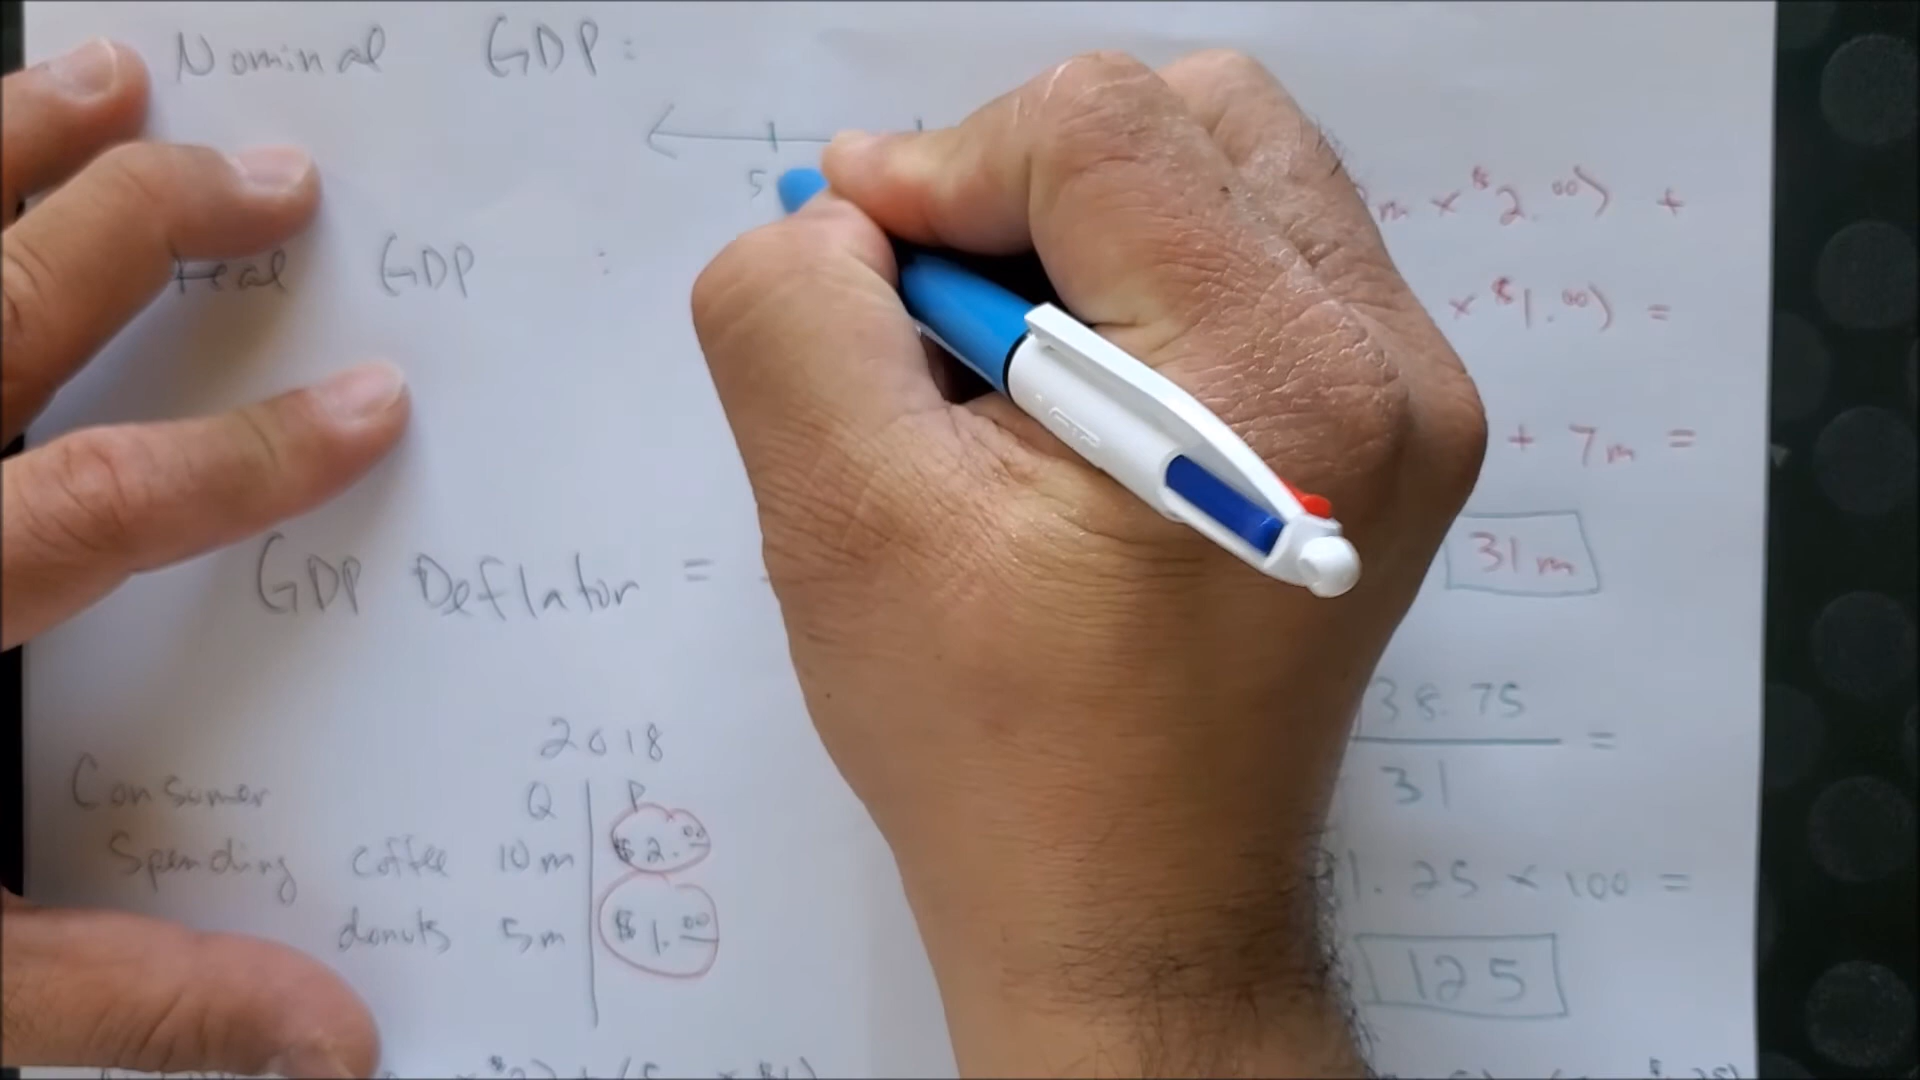 Nominal GDP:
5
m x $2.00) +
Real GDP :
x $1.00) =
+ 7m =
31m
GDP Deflator =
38.75
=
31
2018
Consumer Q P
Spending coffee 10m $2.00
donuts 5m $1.00
1.25 x 100 =
125